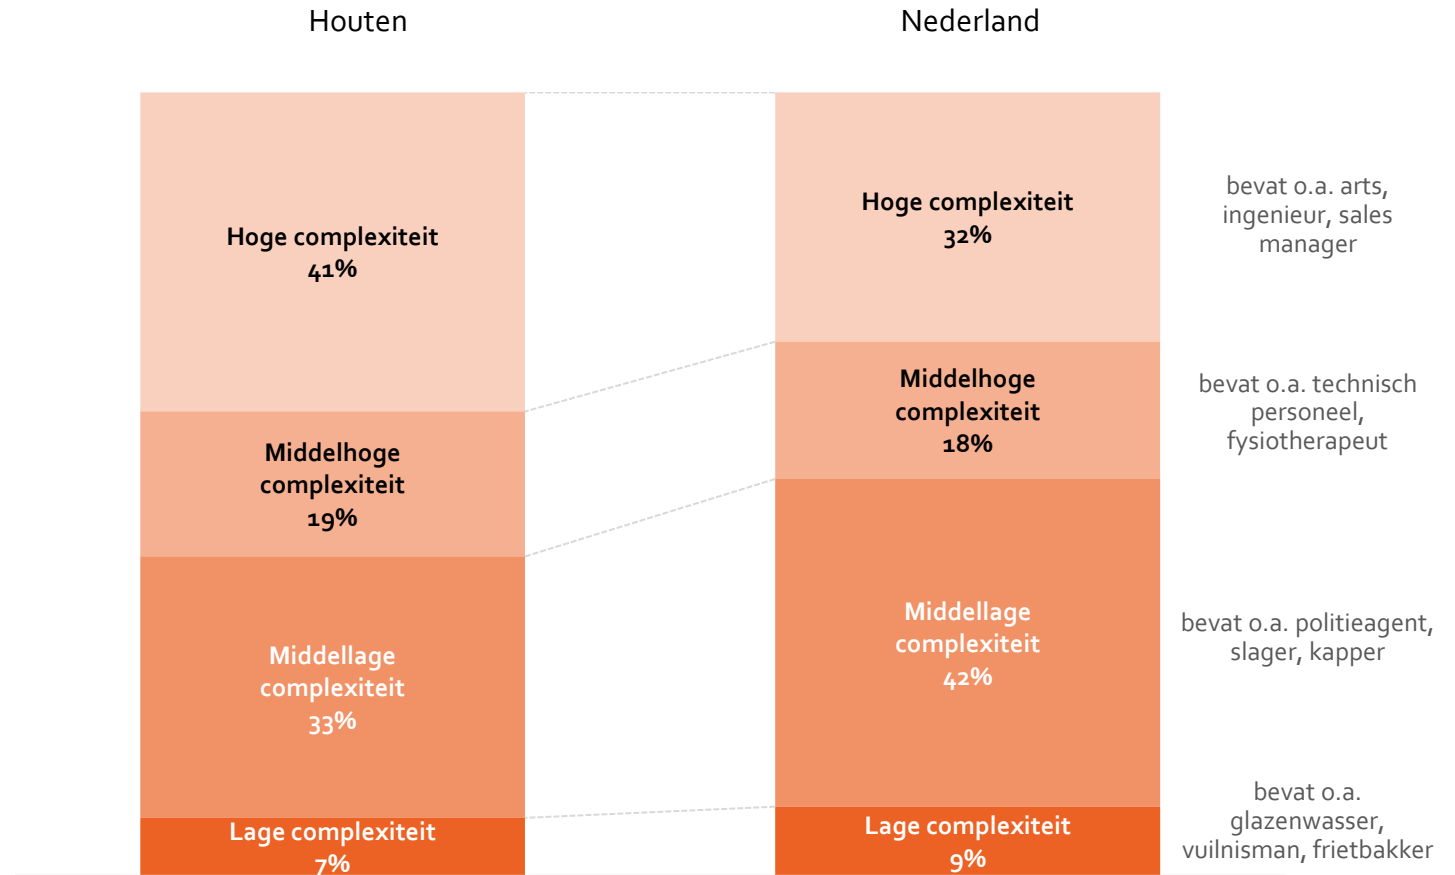 Houten
Nederland
Hoge complexiteit
41%
Middelhoge
complexiteit
19%
Middellage
complexiteit
33%
Lage complexiteit
7%
Hoge complexiteit
32%
Middelhoge
complexiteit
18%
Middellage
complexiteit
42%
Lage complexiteit
9%
bevat o.a. arts,
ingenieur, sales
manager
bevat o.a. technisch
personeel,
fysiotherapeut
bevat o.a. politieagent,
slager, kapper
bevat o.a.
glazenwasser,
vuilnisman, frietbakker